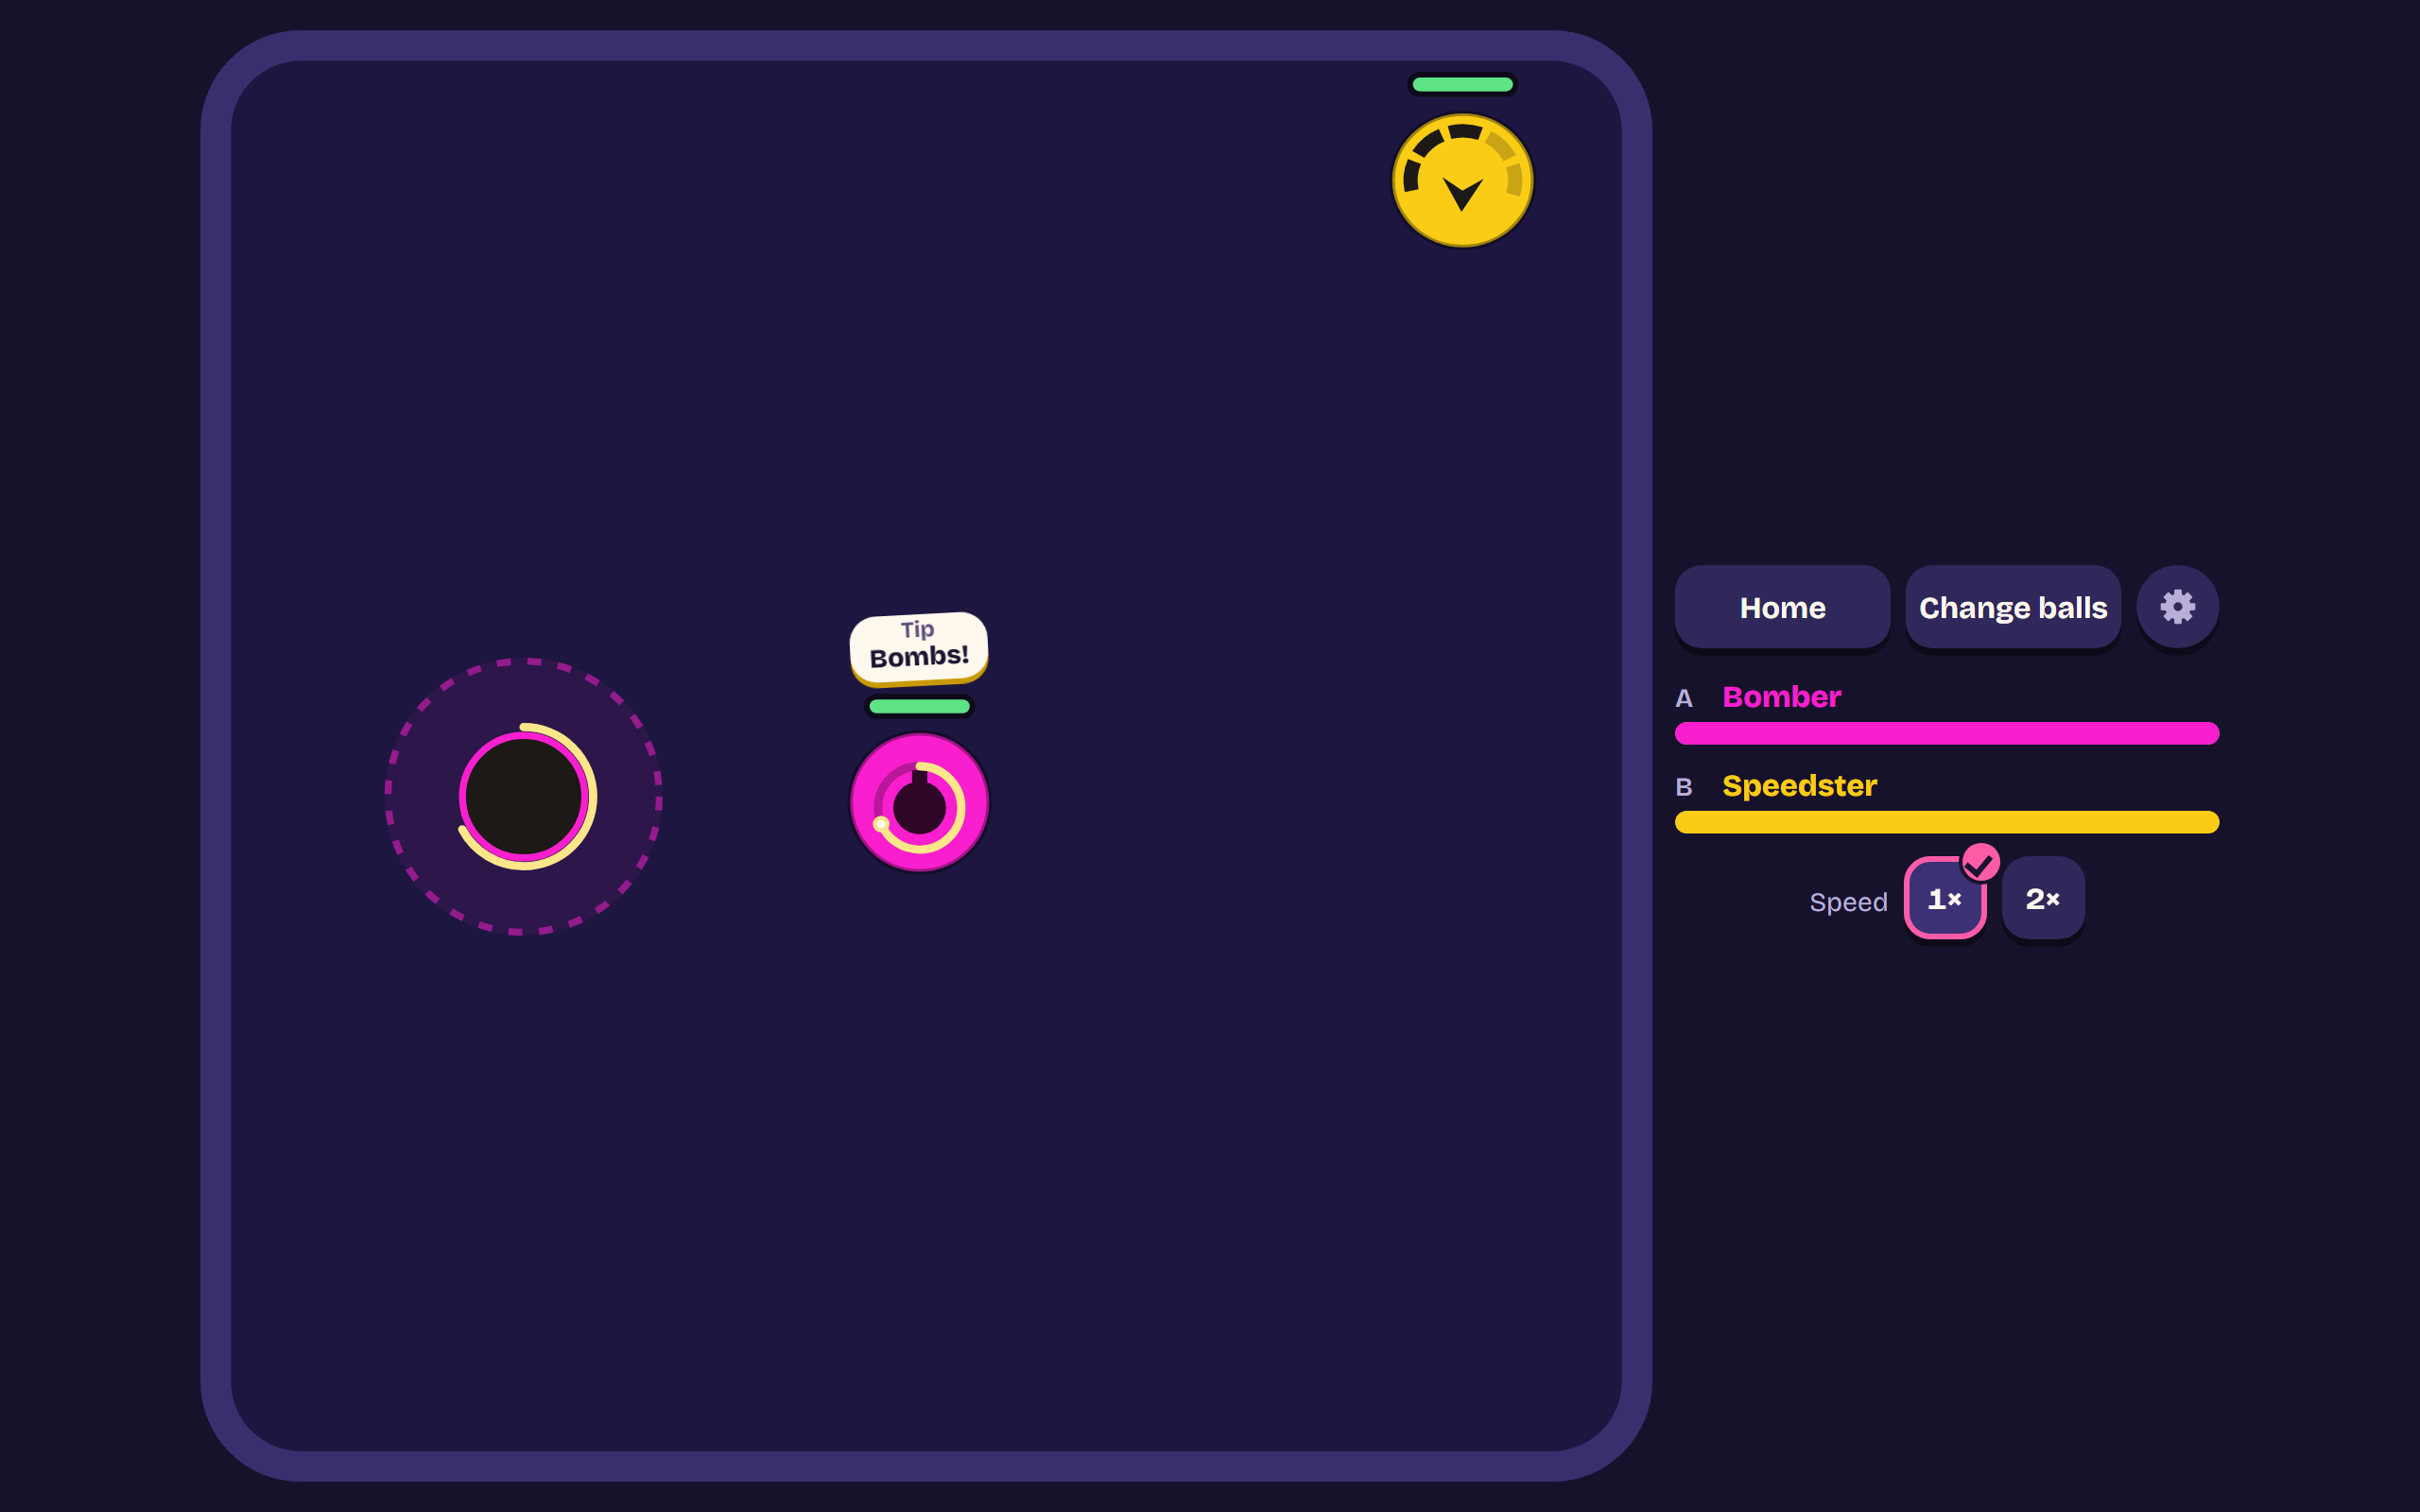 Tip
Bombs!
Home
Change balls
A Bomber
B Speedster
Speed
1×
2×